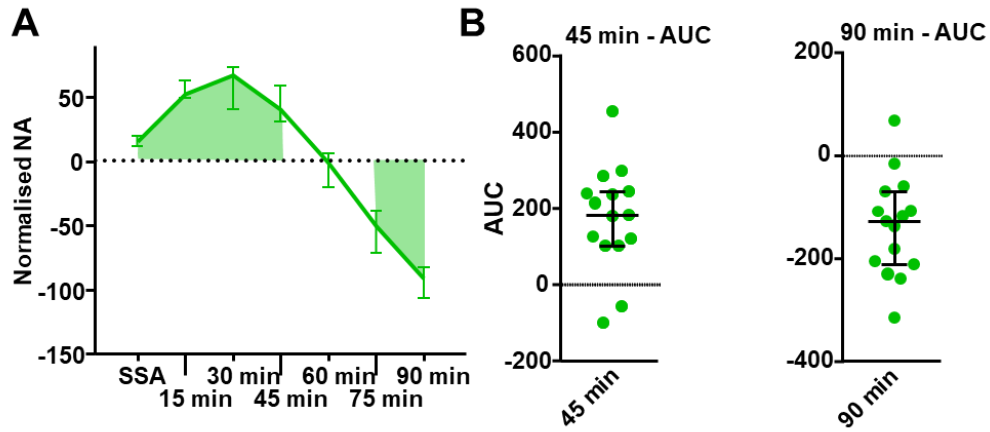 A
Normalised NA
50
0
-50
-100
-150
SSA 30 min 60 min 90 min
15 min 45 min 75 min
B
45 min - AUC
AUC
600
400
200
0
-200
45 min
90 min - AUC
200
0
-200
-400
90 min